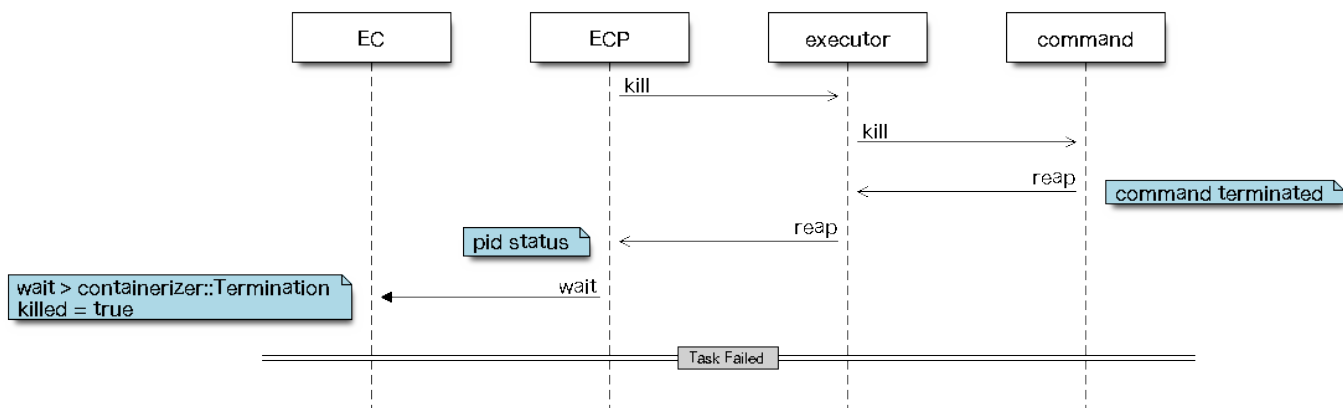 EC
ECP
executor
command
kill
kill
reap
command terminated
reap
pid status
wait
wait > containerizer::Termination
killed = true
Task Failed